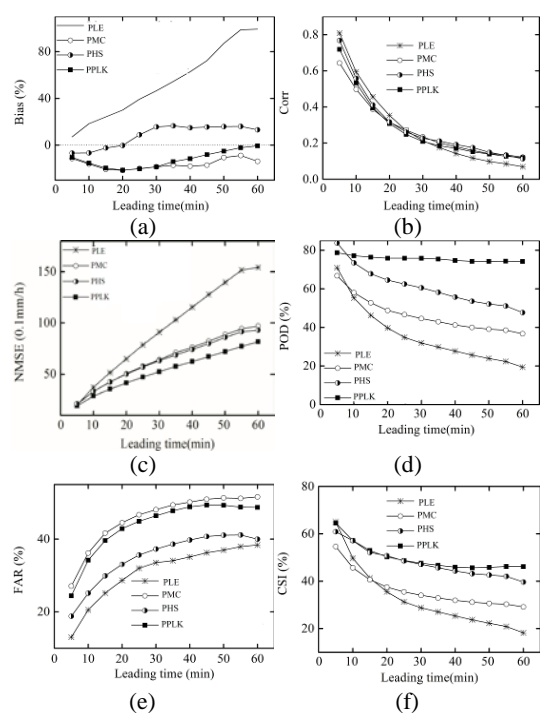 PLE
PMC
PHS
PPLK
80
40
0
Bias (%)
0 10 20 30 40 50 60
Leading time(min)
(a)
1.0
0.8
0.6
0.4
0.2
0.0
Corr
PLE
PMC
PHS
PPLK
0 10 20 30 40 50 60
Leading time(min)
(b)
150
100
50
NMSE (0.1mm/h)
PLE
PMC
PHS
PPLK
0 10 20 30 40 50 60
Leading time(min)
(c)
80
60
40
20
0
POD (%)
PLE
PMC
PHS
PPLK
0 10 20 30 40 50 60
Leading time(min)
(d)
40
20
FAR (%)
PLE
PMC
PHS
PPLK
0 10 20 30 40 50 60
Leading time (min)
(e)
80
60
40
20
CSI (%)
PLE
PMC
PHS
PPLK
0 10 20 30 40 50 60
Leading time(min)
(f)